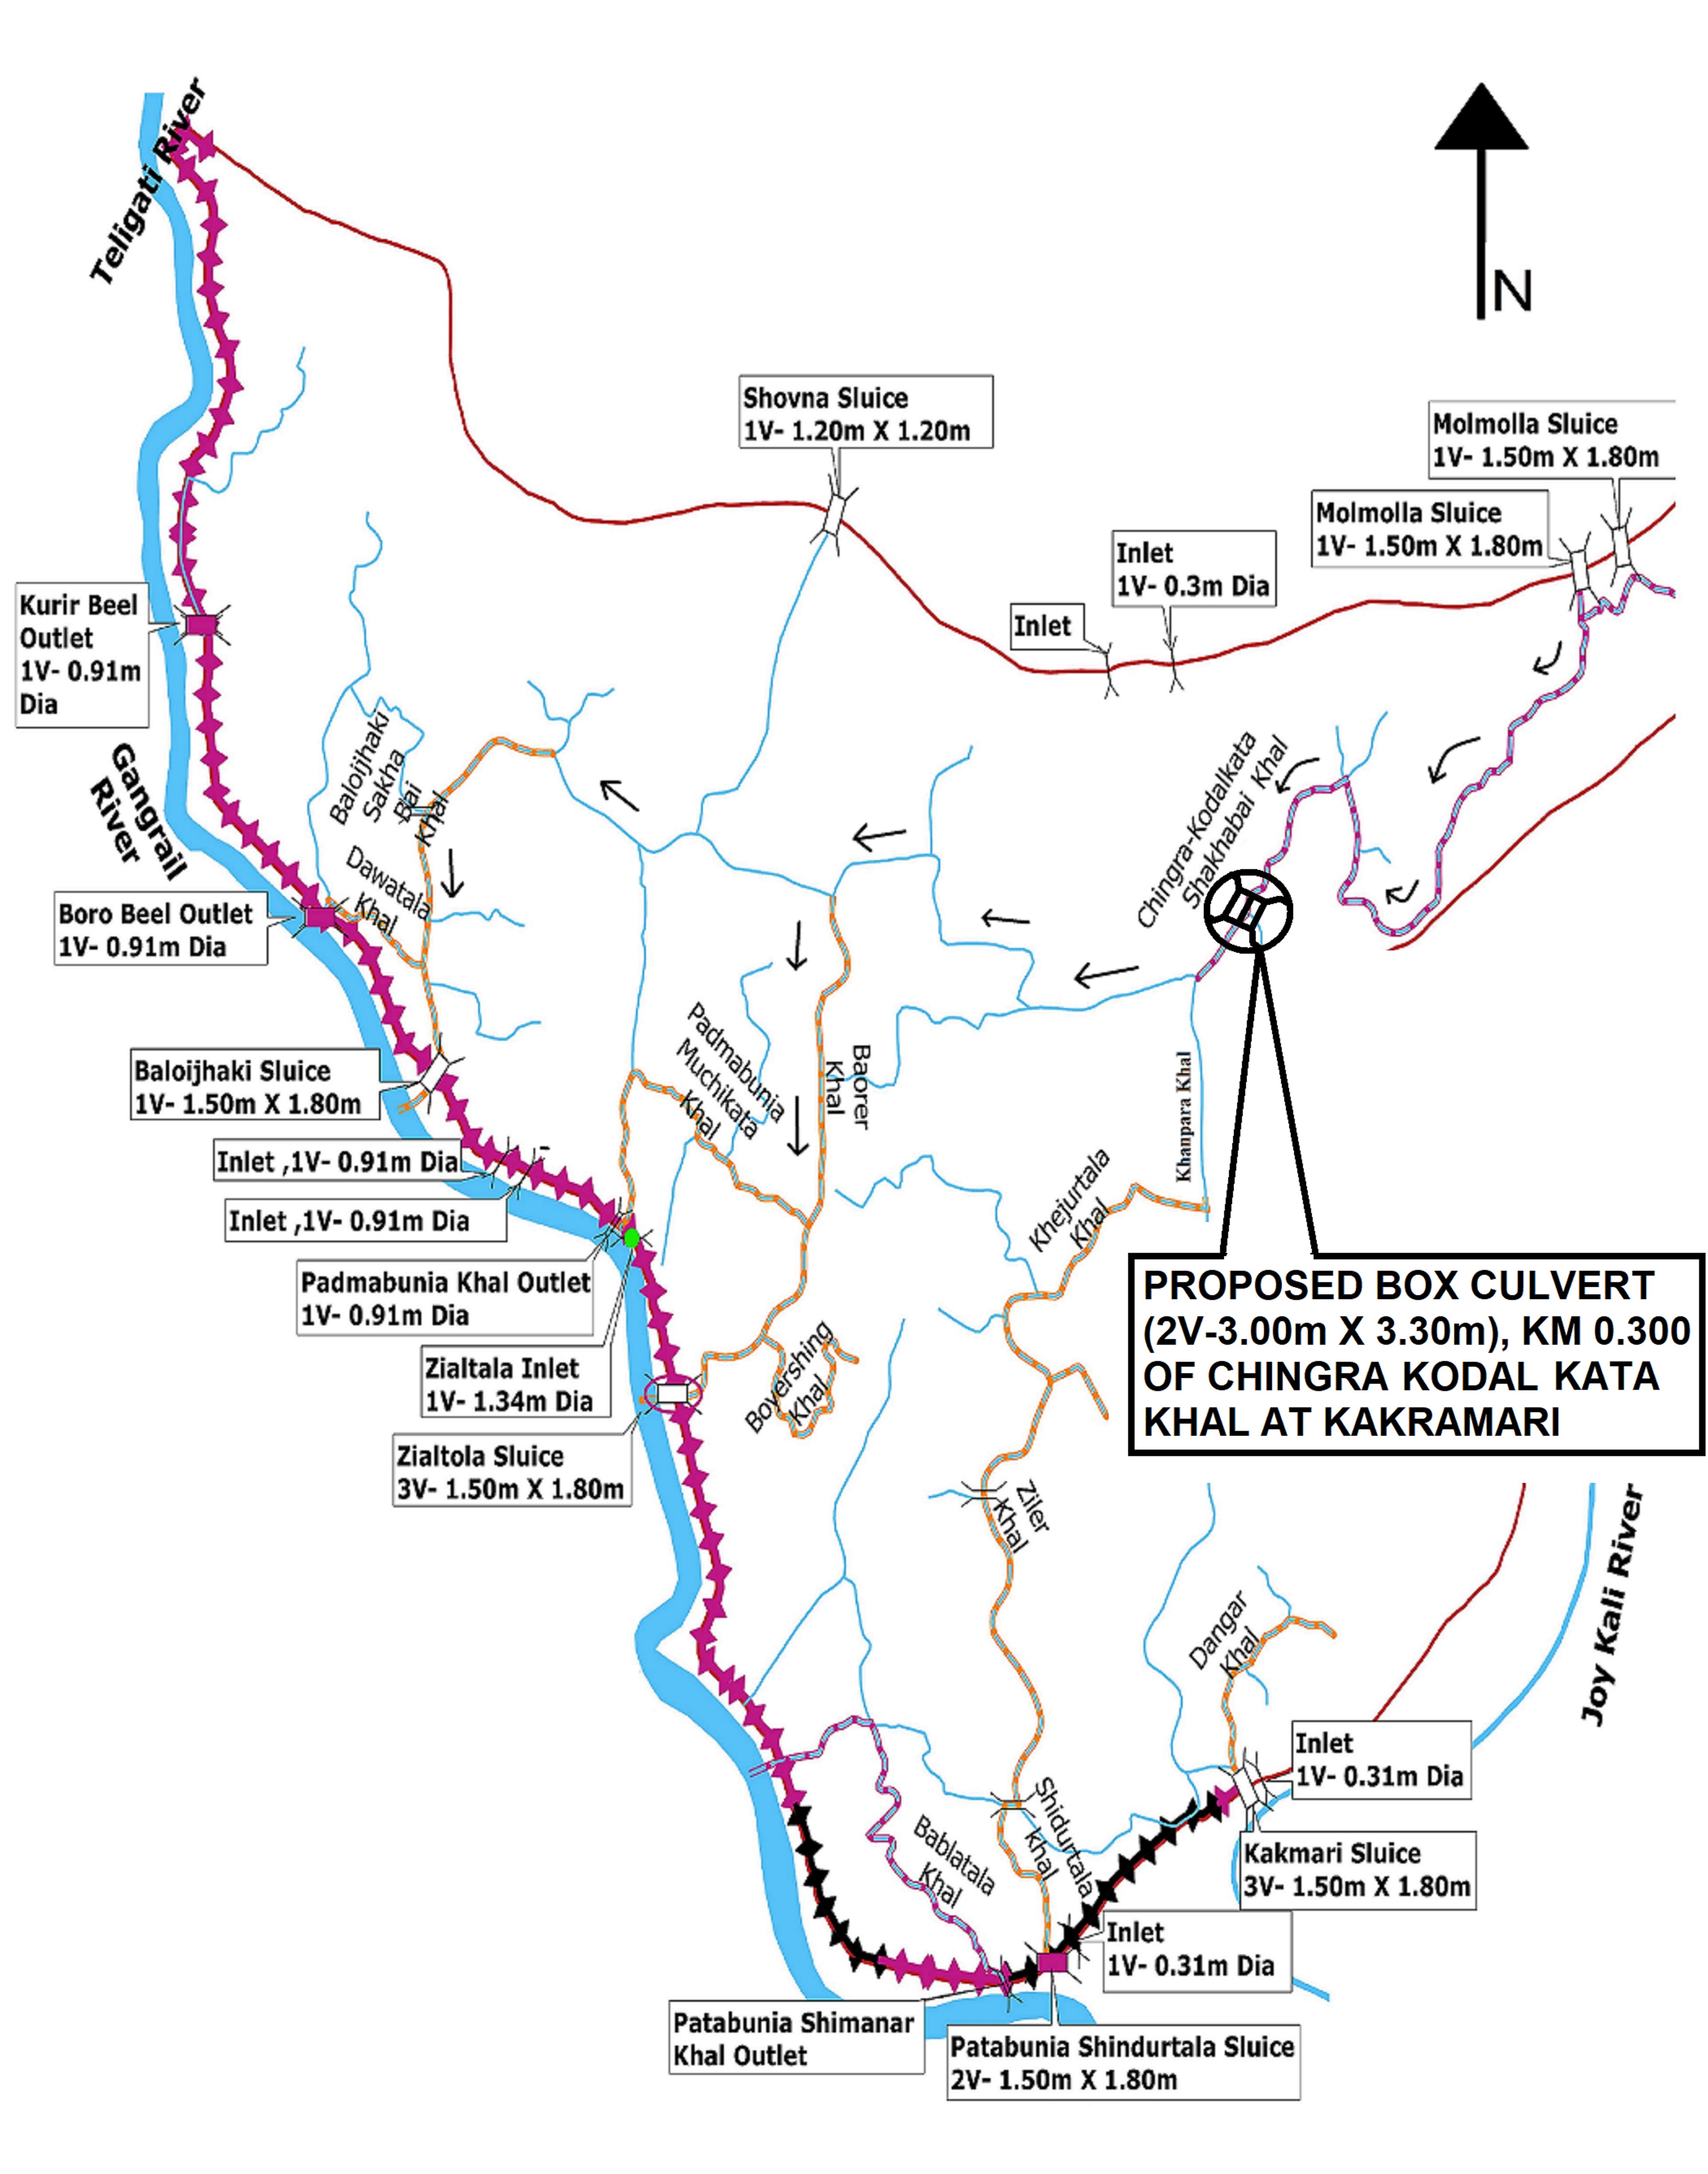 Teligati River
N
Shovna Sluice
1V- 1.20m X 1.20m
Molmolla Sluice
1V- 1.50m X 1.80m
Molmolla Sluice
1V- 1.50m X 1.80m
Inlet
1V- 0.3m Dia
Inlet
Kurir Beel
Outlet
1V- 0.91m
Dia
Gangrail
River
Baloijhaki
Sakha
Bai
Khal
Dawatala
Khal
Chingra-Kodalkata
Shakhabai Khal
Boro Beel Outlet
1V- 0.91m Dia
Padmabunia
Muchikata
Khal
Baorer
Khal
Khanpara Khal
Baloijhaki Sluice
1V- 1.50m X 1.80m
Inlet ,1V- 0.91m Dia
Inlet ,1V- 0.91m Dia
Khejurtala
Khal
Padmabunia Khal Outlet
1V- 0.91m Dia
PROPOSED BOX CULVERT
(2V-3.00m X 3.30m), KM 0.300
OF CHINGRA KODAL KATA
KHAL AT KAKRAMARI
Zialtala Inlet
1V- 1.34m Dia
Boyershing
Khal
Zialtola Sluice
3V- 1.50m X 1.80m
Ziler
Khal
Joy Kali River
Dangar
Khal
Inlet
1V- 0.31m Dia
Shidurtala
Khal
Bablatala
Khal
Kakmari Sluice
3V- 1.50m X 1.80m
Inlet
1V- 0.31m Dia
Patabunia Shimanar
Khal Outlet
Patabunia Shindurtala Sluice
2V- 1.50m X 1.80m